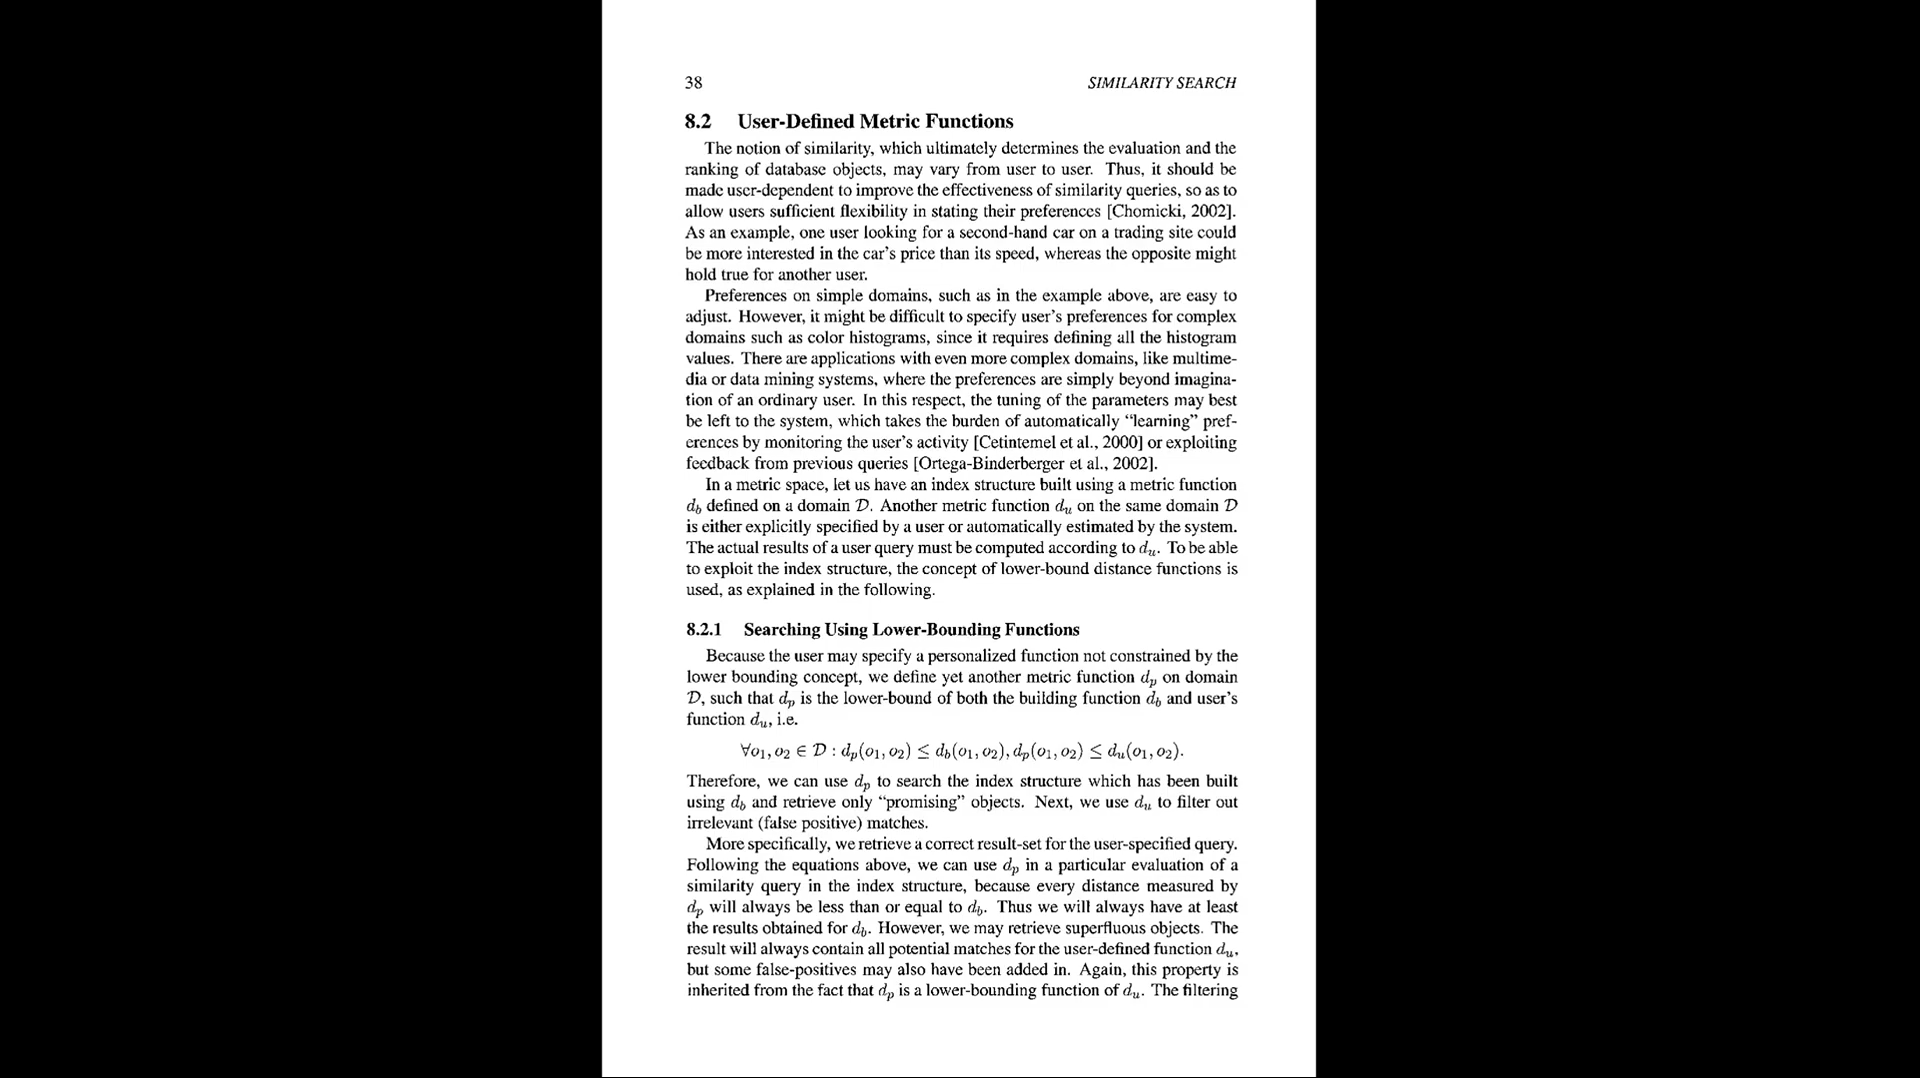 38 SIMILARITY SEARCH
8.2 User-Defined Metric Functions
The notion of similarity, which ultimately determines the evaluation and the
ranking of database objects, may vary from user to user. Thus, it should be
made user-dependent to improve the effectiveness of similarity queries, so as to
allow users sufficient flexibility in stating their preferences [Chomicki, 2002].
As an example, one user looking for a second-hand car on a trading site could
be more interested in the car's price than its speed, whereas the opposite might
hold true for another user.
Preferences on simple domains, such as in the example above, are easy to
adjust. However, it might be difficult to specify user's preferences for complex
domains such as color histograms, since it requires defining all the histogram
values. There are applications with even more complex domains, like multime-
dia or data mining systems, where the preferences are simply beyond imagina-
tion of an ordinary user. In this respect, the tuning of the parameters may best
be left to the system, which takes the burden of automatically “learning” pref-
erences by monitoring the user's activity [Cetintemel et al., 2000] or exploiting
feedback from previous queries [Ortega-Binderberger et al., 2002].
In a metric space, let us have an index structure built using a metric function
d_b defined on a domain 𝒟. Another metric function d_u on the same domain 𝒟
is either explicitly specified by a user or automatically estimated by the system.
The actual results of a user query must be computed according to d_u. To be able
to exploit the index structure, the concept of lower-bound distance functions is
used, as explained in the following.
8.2.1 Searching Using Lower-Bounding Functions
Because the user may specify a personalized function not constrained by the
lower bounding concept, we define yet another metric function d_p on domain
𝒟, such that d_p is the lower-bound of both the building function d_b and user's
function d_u, i.e.
∀o₁, o₂ ∈ 𝒟 : d_p(o₁, o₂) ≤ d_b(o₁, o₂), d_p(o₁, o₂) ≤ d_u(o₁, o₂).
Therefore, we can use d_p to search the index structure which has been built
using d_b and retrieve only “promising” objects. Next, we use d_u to filter out
irrelevant (false positive) matches.
More specifically, we retrieve a correct result-set for the user-specified query.
Following the equations above, we can use d_p in a particular evaluation of a
similarity query in the index structure, because every distance measured by
d_p will always be less than or equal to d_b. Thus we will always have at least
the results obtained for d_b. However, we may retrieve superfluous objects. The
result will always contain all potential matches for the user-defined function d_u,
but some false-positives may also have been added in. Again, this property is
inherited from the fact that d_p is a lower-bounding function of d_u. The filtering